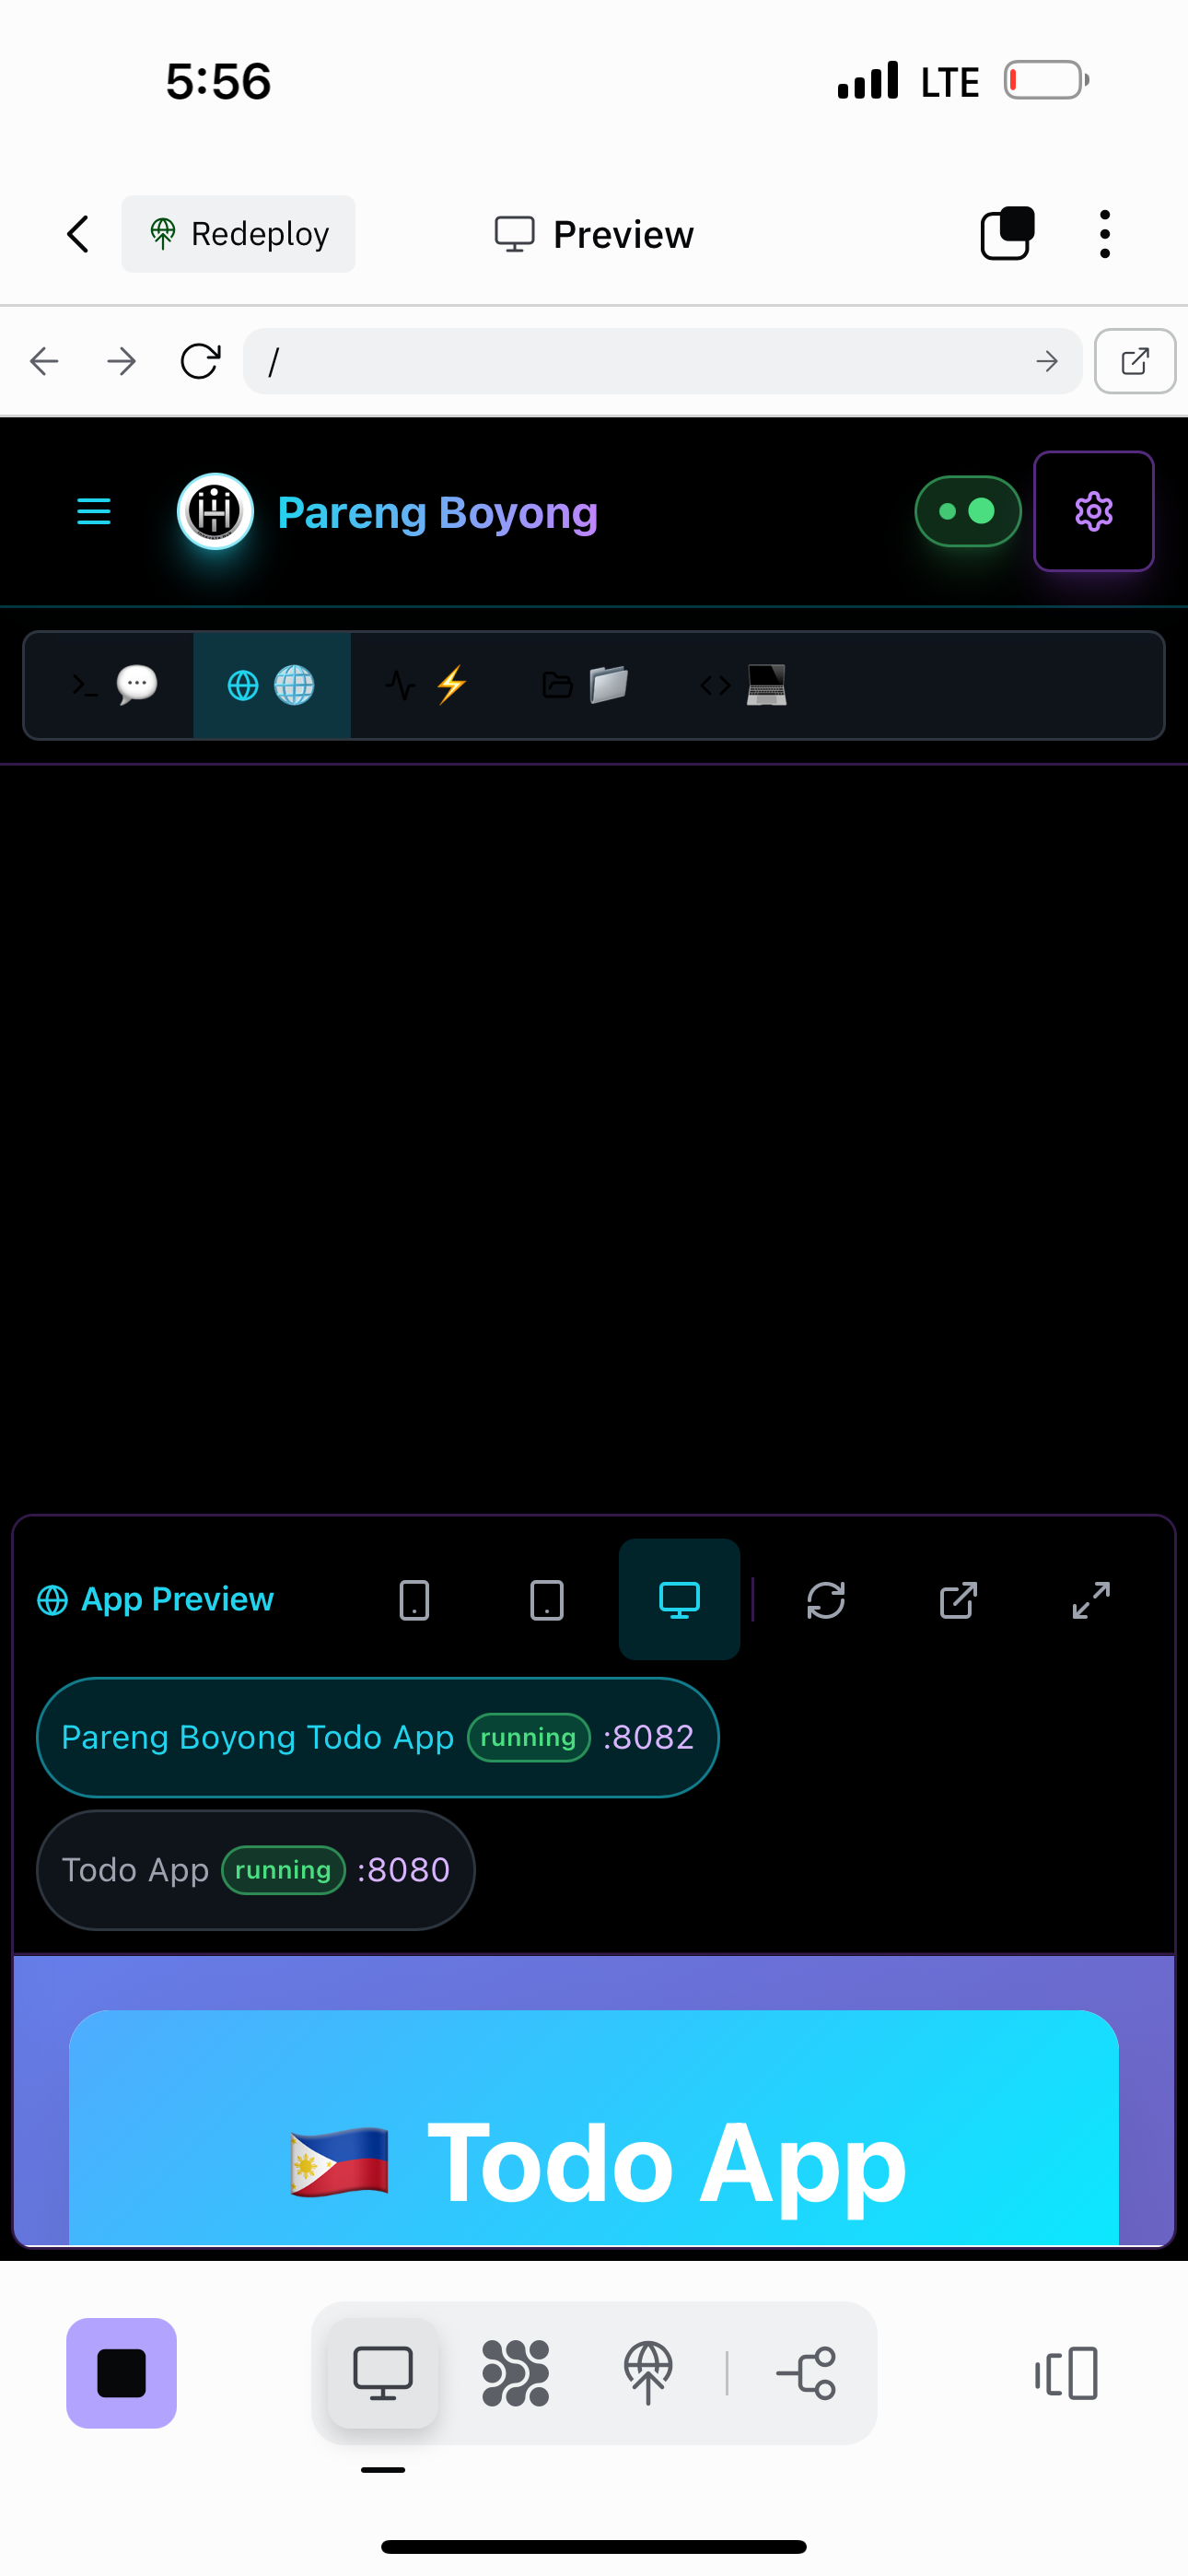 5:56
LTE
Redeploy
Preview
/
Pareng Boyong
App Preview
Pareng Boyong Todo App running :8082
Todo App running :8080
🇵🇭 Todo App